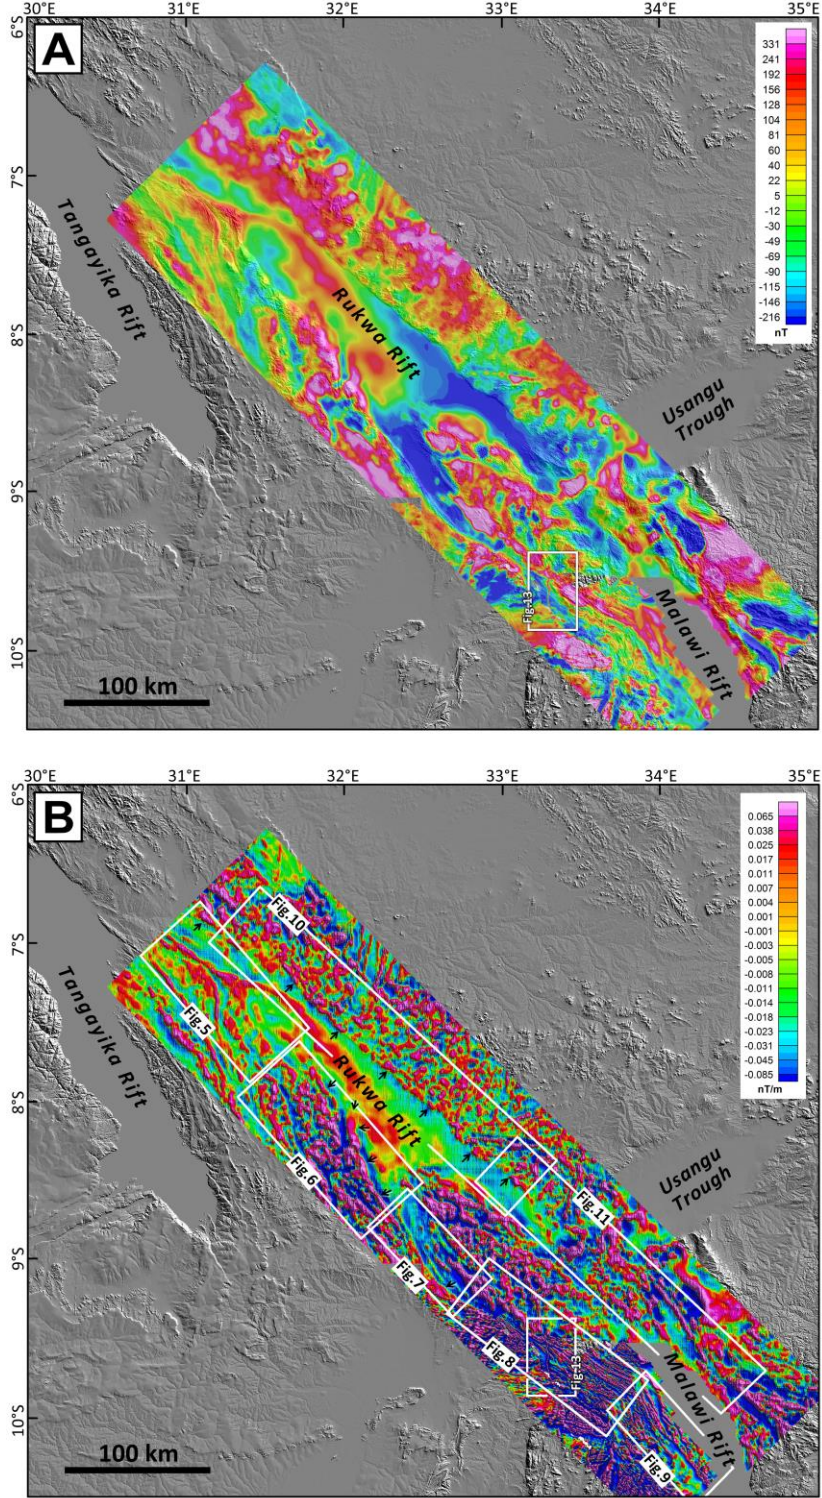 30°E
31°E
32°E
33°E
34°E
35°E
6°S
7°S
8°S
9°S
10°S
A
331
241
192
156
128
104
81
60
40
22
5
-12
-30
-49
-69
-90
-115
-146
-216
nT
Tangayika Rift
Rukwa Rift
Usangu
Trough
Malawi Rift
Fig.13
100 km
30°E
31°E
32°E
33°E
34°E
35°E
6°S
7°S
8°S
9°S
10°S
B
0.065
0.038
0.025
0.017
0.011
0.007
0.004
0.001
-0.001
-0.003
-0.005
-0.008
-0.011
-0.014
-0.018
-0.023
-0.031
-0.045
-0.085
nT/m
Fig.10
Fig.5
Tangayika Rift
Rukwa Rift
Fig.6
Usangu
Trough
Fig.11
Fig.7
Fig.8
Fig.13
Malawi Rift
Fig.9
100 km